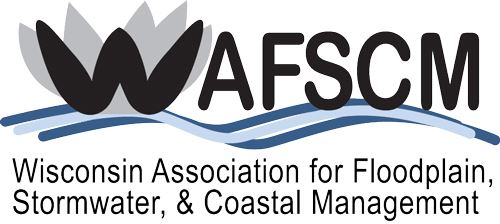 WAFSCM
Wisconsin Association for Floodplain,
Stormwater, & Coastal Management